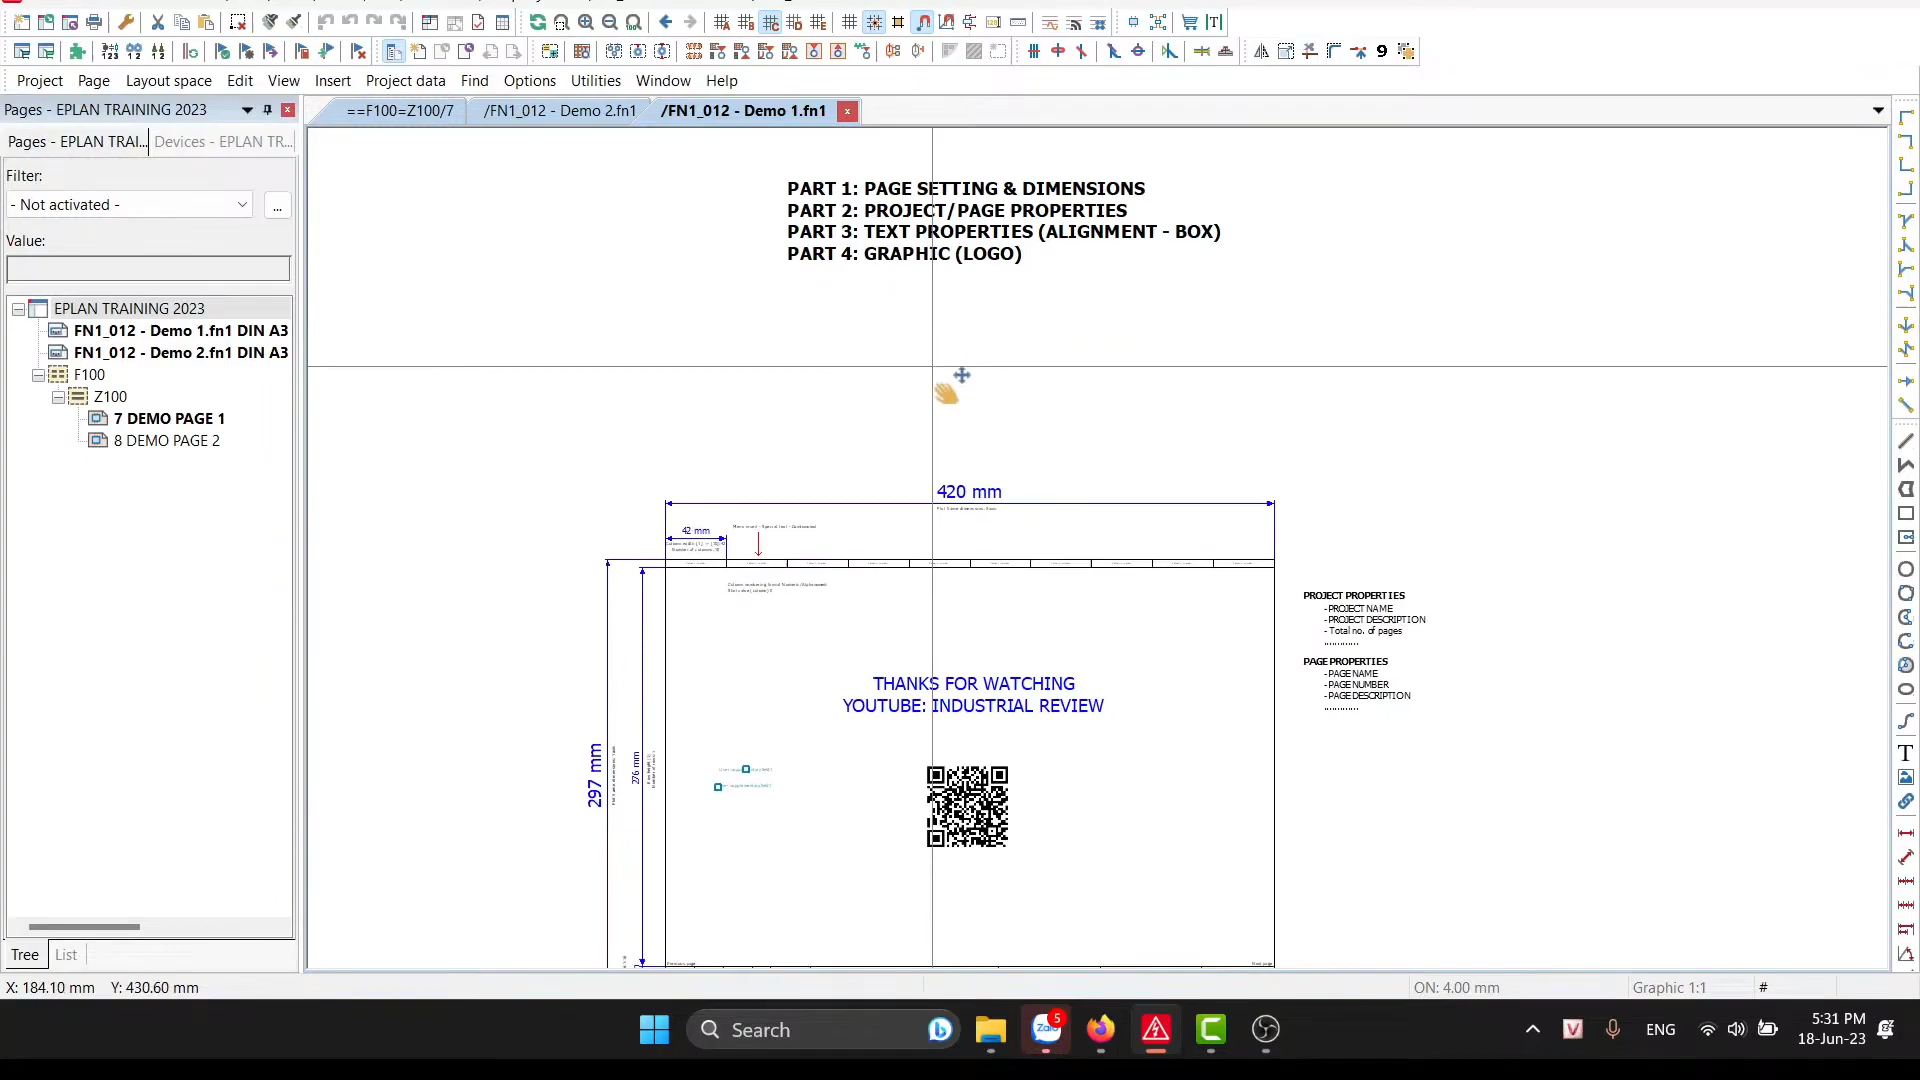 Project Page Layout space Edit View Insert Project data Find Options Utilities Window Help
Pages - EPLAN TRAINING 2023
==F100=Z100/7 /FN1_012 - Demo 2.fn1 /FN1_012 - Demo 1.fn1
Pages - EPLAN TRAI... Devices - EPLAN TR...
Filter:
- Not activated -
...
Value:
EPLAN TRAINING 2023
FN1_012 - Demo 1.fn1 DIN A3
FN1_012 - Demo 2.fn1 DIN A3
F100
Z100
7 DEMO PAGE 1
8 DEMO PAGE 2
Tree List
PART 1: PAGE SETTING & DIMENSIONS
PART 2: PROJECT/PAGE PROPERTIES
PART 3: TEXT PROPERTIES (ALIGNMENT - BOX)
PART 4: GRAPHIC (LOGO)
420 mm
42 mm
297 mm
276 mm
THANKS FOR WATCHING
YOUTUBE: INDUSTRIAL REVIEW
Previous page
Next page
PROJECT PROPERTIES
- PROJECT NAME
- PROJECT DESCRIPTION
- Total no. of pages
.............
PAGE PROPERTIES
- PAGE NAME
- PAGE NUMBER
- PAGE DESCRIPTION
.............
X: 184.10 mm Y: 430.60 mm
ON: 4.00 mm Graphic 1:1 #
Search
Zalo 5
ENG
5:31 PM
18-Jun-23